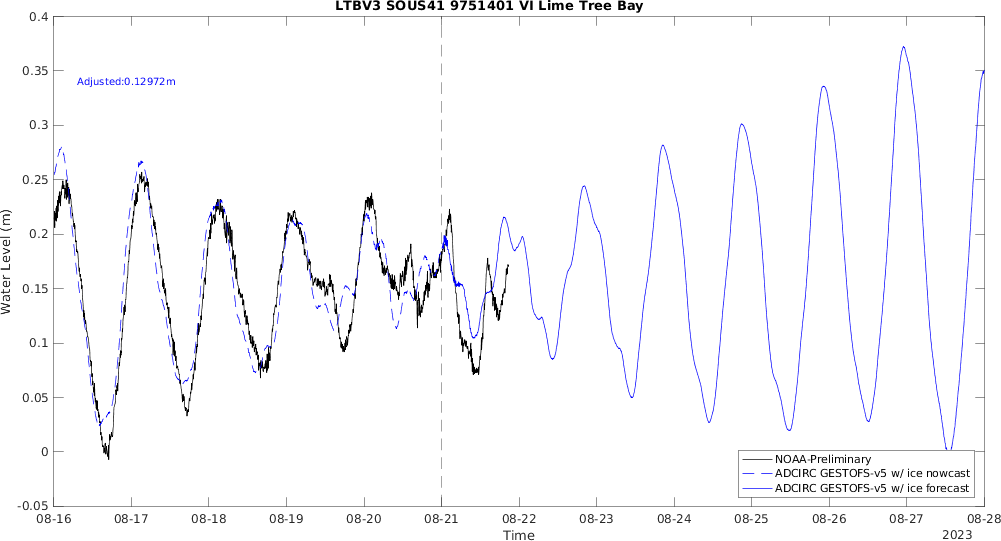 LTBV3 SOUS41 9751401 VI Lime Tree Bay
Adjusted:0.12972m
Water Level (m)
0.4
0.35
0.3
0.25
0.2
0.15
0.1
0.05
0
-0.05
NOAA-Preliminary
ADCIRC GESTOFS-v5 w/ ice nowcast
ADCIRC GESTOFS-v5 w/ ice forecast
08-16 08-17 08-18 08-19 08-20 08-21 08-22 08-23 08-24 08-25 08-26 08-27 08-28
Time
2023